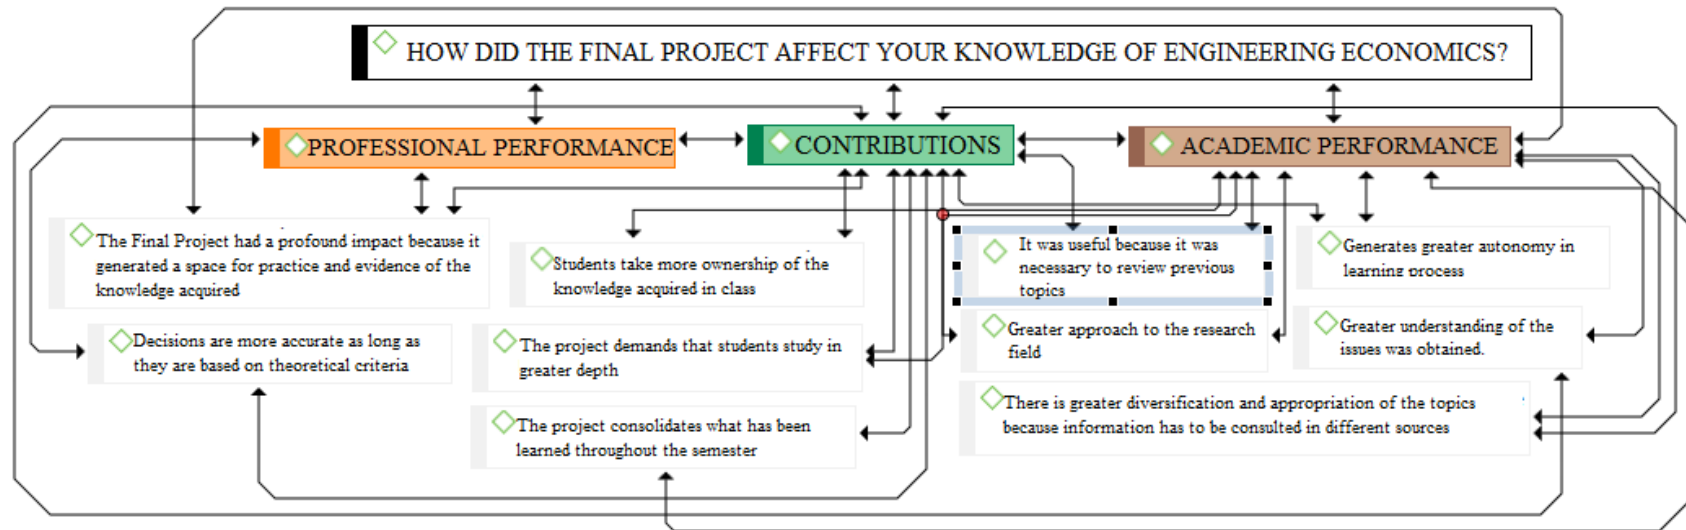 HOW DID THE FINAL PROJECT AFFECT YOUR KNOWLEDGE OF ENGINEERING ECONOMICS?
PROFESSIONAL PERFORMANCE
CONTRIBUTIONS
ACADEMIC PERFORMANCE
The Final Project had a profound impact because it
generated a space for practice and evidence of the
knowledge acquired
Students take more ownership of the
knowledge acquired in class
It was useful because it was
necessary to review previous
topics
Generates greater autonomy in
learning process
Decisions are more accurate as long as
they are based on theoretical criteria
The project demands that students study in
greater depth
Greater approach to the research
field
Greater understanding of the
issues was obtained.
The project consolidates what has been
learned throughout the semester
There is greater diversification and appropriation of the topics
because information has to be consulted in different sources